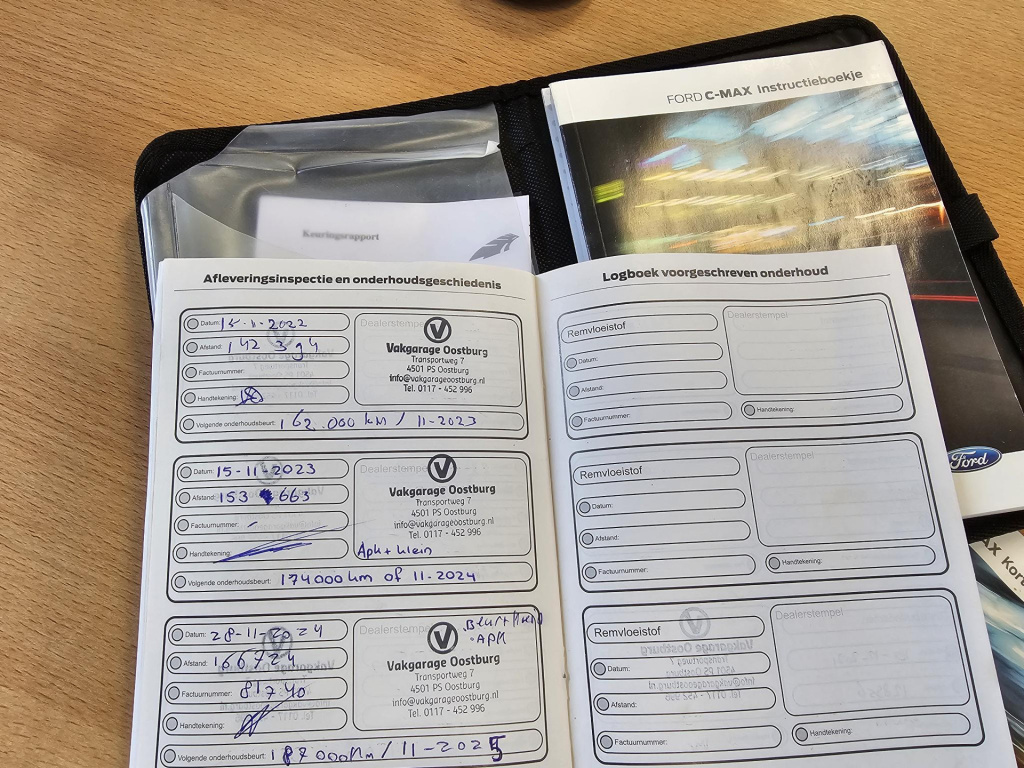 FORD C-MAX Instructieboekje
Keuringsrapport
Afleveringsinspectie en onderhoudsgeschiedenis
Datum: 15-11-2022
Afstand: 142 394
Factuurnummer:
Handtekening:
Volgende onderhoudsbeurt: 162.000 km / 11-2023
Dealerstempel
V
Vakgarage Oostburg
Transportweg 7
4501 PS Oostburg
info@vakgarageoostburg.nl
Tel. 0117 - 452 996
Datum: 15-11-2023
Afstand: 153 663
Factuurnummer: -
Handtekening:
Volgende onderhoudsbeurt: 174000 km of 11-2024
Dealerstempel
V
Vakgarage Oostburg
Transportweg 7
4501 PS Oostburg
info@vakgarageoostburg.nl
Tel. 0117 - 452 996
Apk + klein
Datum: 28-11-2024
Afstand: 166724
Factuurnummer: 81740
Handtekening:
Volgende onderhoudsbeurt: 187000km / 11-2025
Dealerstempel
V
· APK
Vakgarage Oostburg
Transportweg 7
4501 PS Oostburg
info@vakgarageoostburg.nl
Tel. 0117 - 452 996
Logboek voorgeschreven onderhoud
Remvloeistof
Datum:
Afstand:
Factuurnummer:
Handtekening:
Dealerstempel
Remvloeistof
Datum:
Afstand:
Factuurnummer:
Handtekening:
Dealerstempel
Remvloeistof
Datum:
Afstand:
Factuurnummer:
Handtekening:
Dealerstempel
Ford